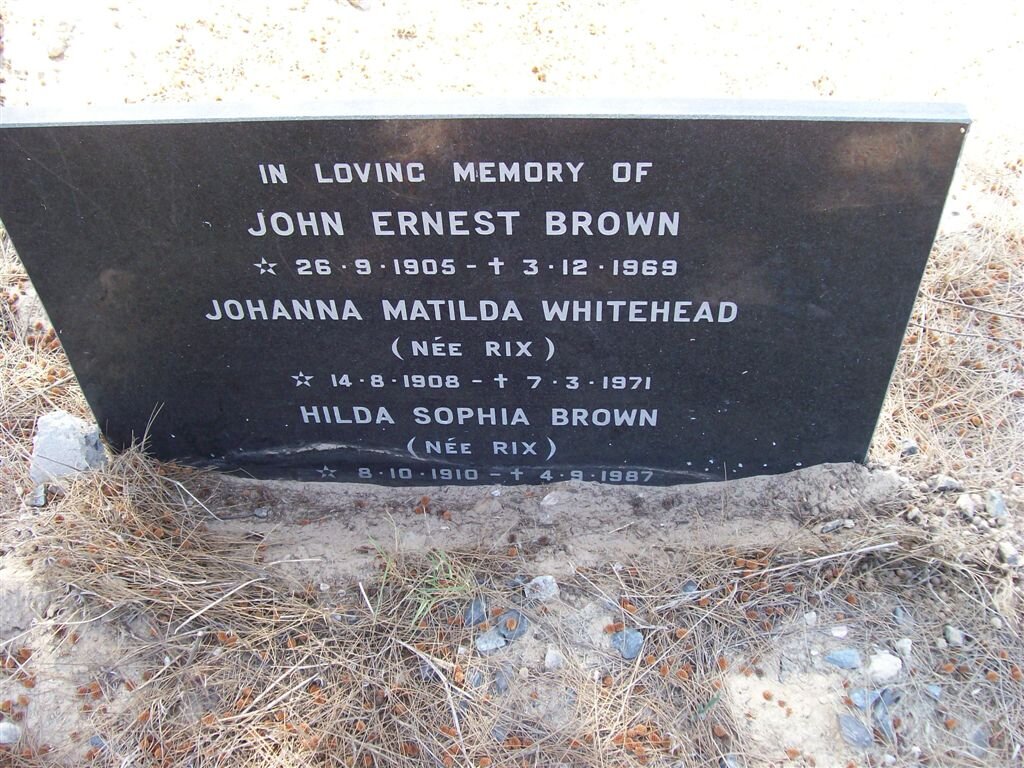 IN LOVING MEMORY OF
JOHN ERNEST BROWN
☆ 26·9·1905 - ✝ 3·12·1969
JOHANNA MATILDA WHITEHEAD
(NÉE RIX)
☆ 14·8·1908 - ✝ 7·3·1971
HILDA SOPHIA BROWN
(NÉE RIX)
☆ 8·10·1910 - ✝ 4·9·1987